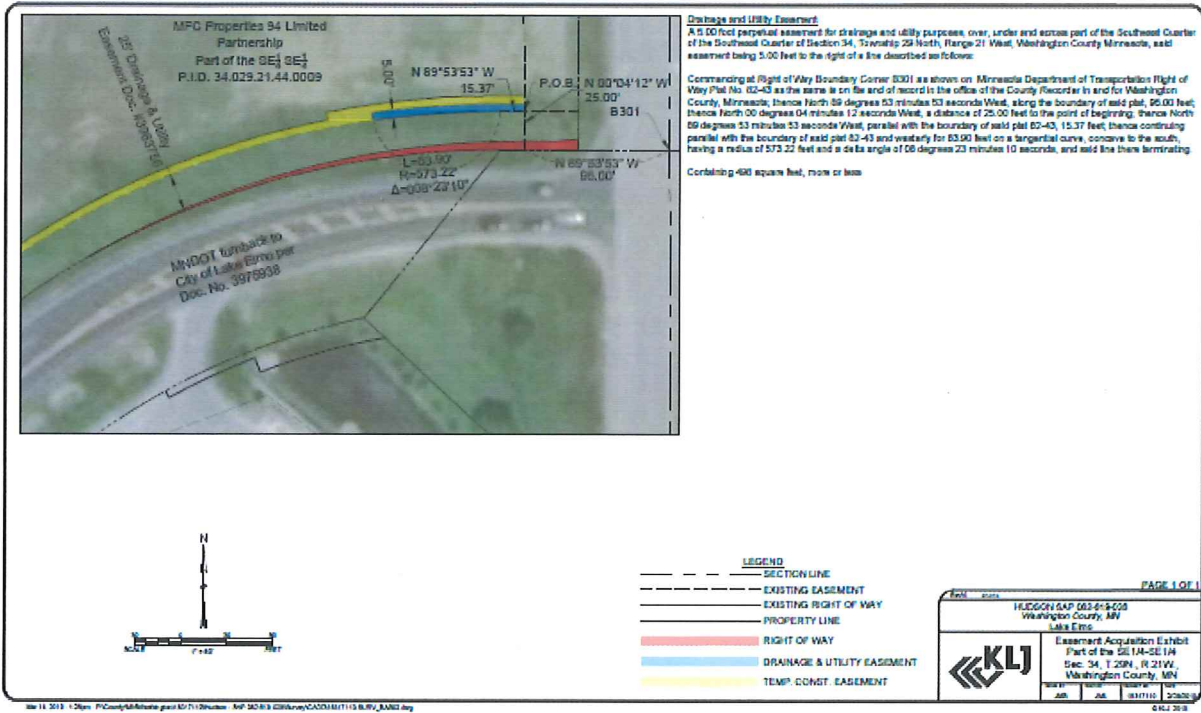 MFC Properties 94 Limited
Partnership
Part of the SE¼ SE¼
P.I.D. 34.029.21.44.0009
25' Drainage & Utility
Easement Doc.
5.00'
N 89°53'53" W
15.37'
P.O.B.
N 00°04'12" W
25.00'
B301
L=83.90'
R=573.22'
Δ=008°23'10"
N 89°53'53" W
95.00'
MNDOT turnback to
City of Lake Elmo per
Doc. No. 3975938
Drainage and Utility Easement
A 5.00 foot perpetual easement for drainage and utility purposes, over, under and across part of the Southeast Quarter
of the Southeast Quarter of Section 34, Township 29 North, Range 21 West, Washington County Minnesota, said
easement being 5.00 feet to the right of a line described as follows:
Commencing at Right of Way Boundary Corner B301 as shown on Minnesota Department of Transportation Right of
Way Plat No. 82-43 as the same is on file and of record in the office of the County Recorder in and for Washington
County, Minnesota; thence North 89 degrees 53 minutes 53 seconds West, along the boundary of said plat, 95.00 feet;
thence North 00 degrees 04 minutes 12 seconds West, a distance of 25.00 feet to the point of beginning; thence North
89 degrees 53 minutes 53 seconds West, parallel with the boundary of said plat 82-43, 15.37 feet; thence continuing
parallel with the boundary of said plat 82-43 and westerly for 83.90 feet on a tangential curve, concave to the south,
having a radius of 573.22 feet and a delta angle of 08 degrees 23 minutes 10 seconds, and said line there terminating.
Containing 496 square feet, more or less
N
SCALE
FEET
LEGEND
SECTION LINE
EXISTING EASEMENT
EXISTING RIGHT OF WAY
PROPERTY LINE
RIGHT OF WAY
DRAINAGE & UTILITY EASEMENT
TEMP. CONST. EASEMENT
PAGE 1 OF 1
HUDSON SAP
Washington County, MN
Lake Elmo
KLJ
Easement Acquisition Exhibit
Part of the SE1/4-SE1/4
Sec. 34, T.29N., R.21W.,
Washington County, MN